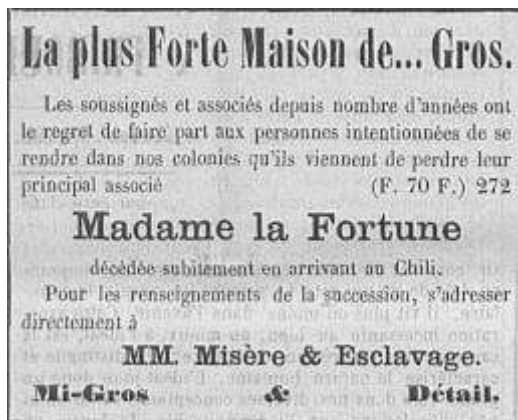 La plus Forte Maison de... Gros.
Les soussignés et associés depuis nombre d'années ont
le regret de faire part aux personnes intentionnées de se
rendre dans nos colonies qu'ils viennent de perdre leur
principal associé (F. 70 F.) 272
Madame la Fortune
décédée subitement en arrivant au Chili.
Pour les renseignements de la succession, s'adresser
directement à
MM. Misère & Esclavage.
Mi-Gros & Détail.